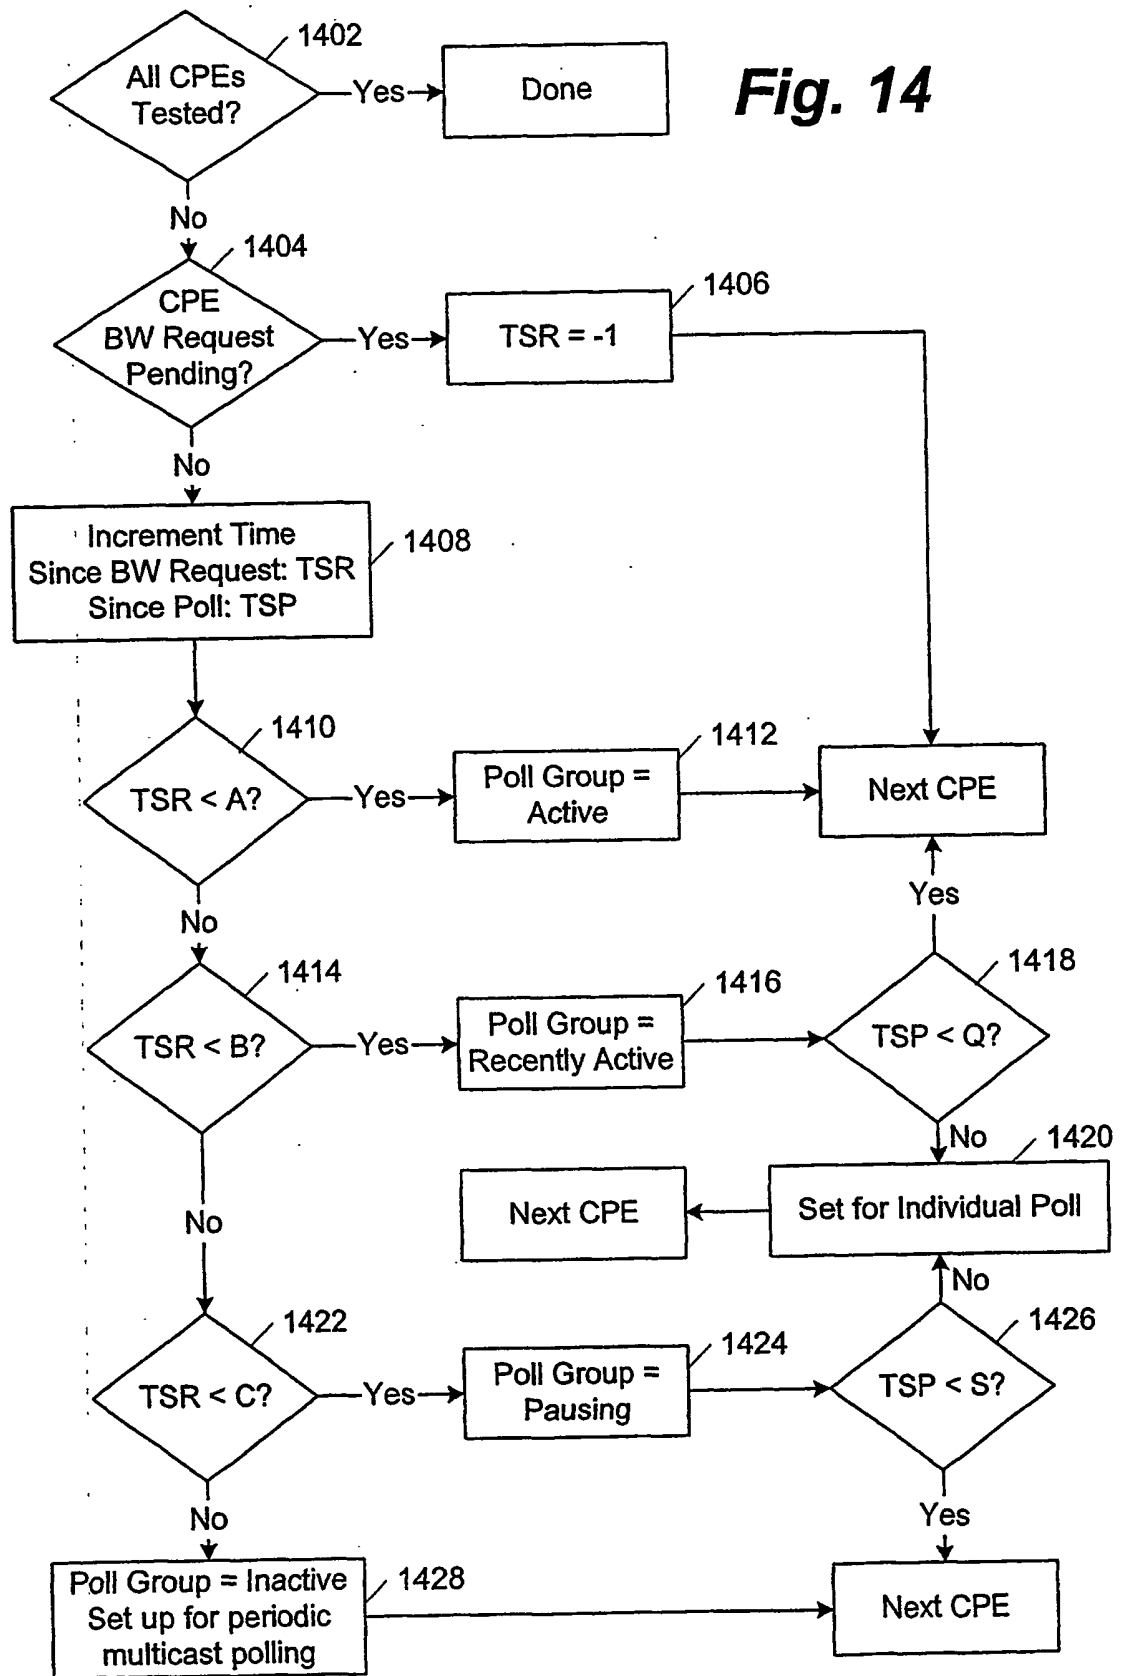 1402
All CPEs
Tested?
Yes
Done
Fig. 14
No
1404
CPE
BW Request
Pending?
Yes
TSR = -1
1406
No
Increment Time
Since BW Request: TSR
Since Poll: TSP
1408
1410
TSR < A?
Yes
Poll Group =
Active
1412
Next CPE
No
Yes
1414
TSR < B?
Yes
Poll Group =
Recently Active
1416
TSP < Q?
1418
No
1420
Set for Individual Poll
Next CPE
No
No
1422
TSR < C?
Yes
Poll Group =
Pausing
1424
TSP < S?
1426
No
Yes
Poll Group = Inactive
Set up for periodic
multicast polling
1428
Next CPE